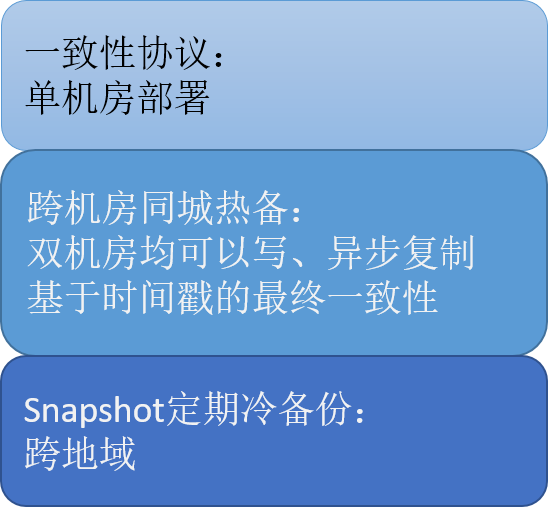 一致性协议：
单机房部署
跨机房同城热备：
双机房均可以写、异步复制
基于时间戳的最终一致性
Snapshot定期冷备份：
跨地域